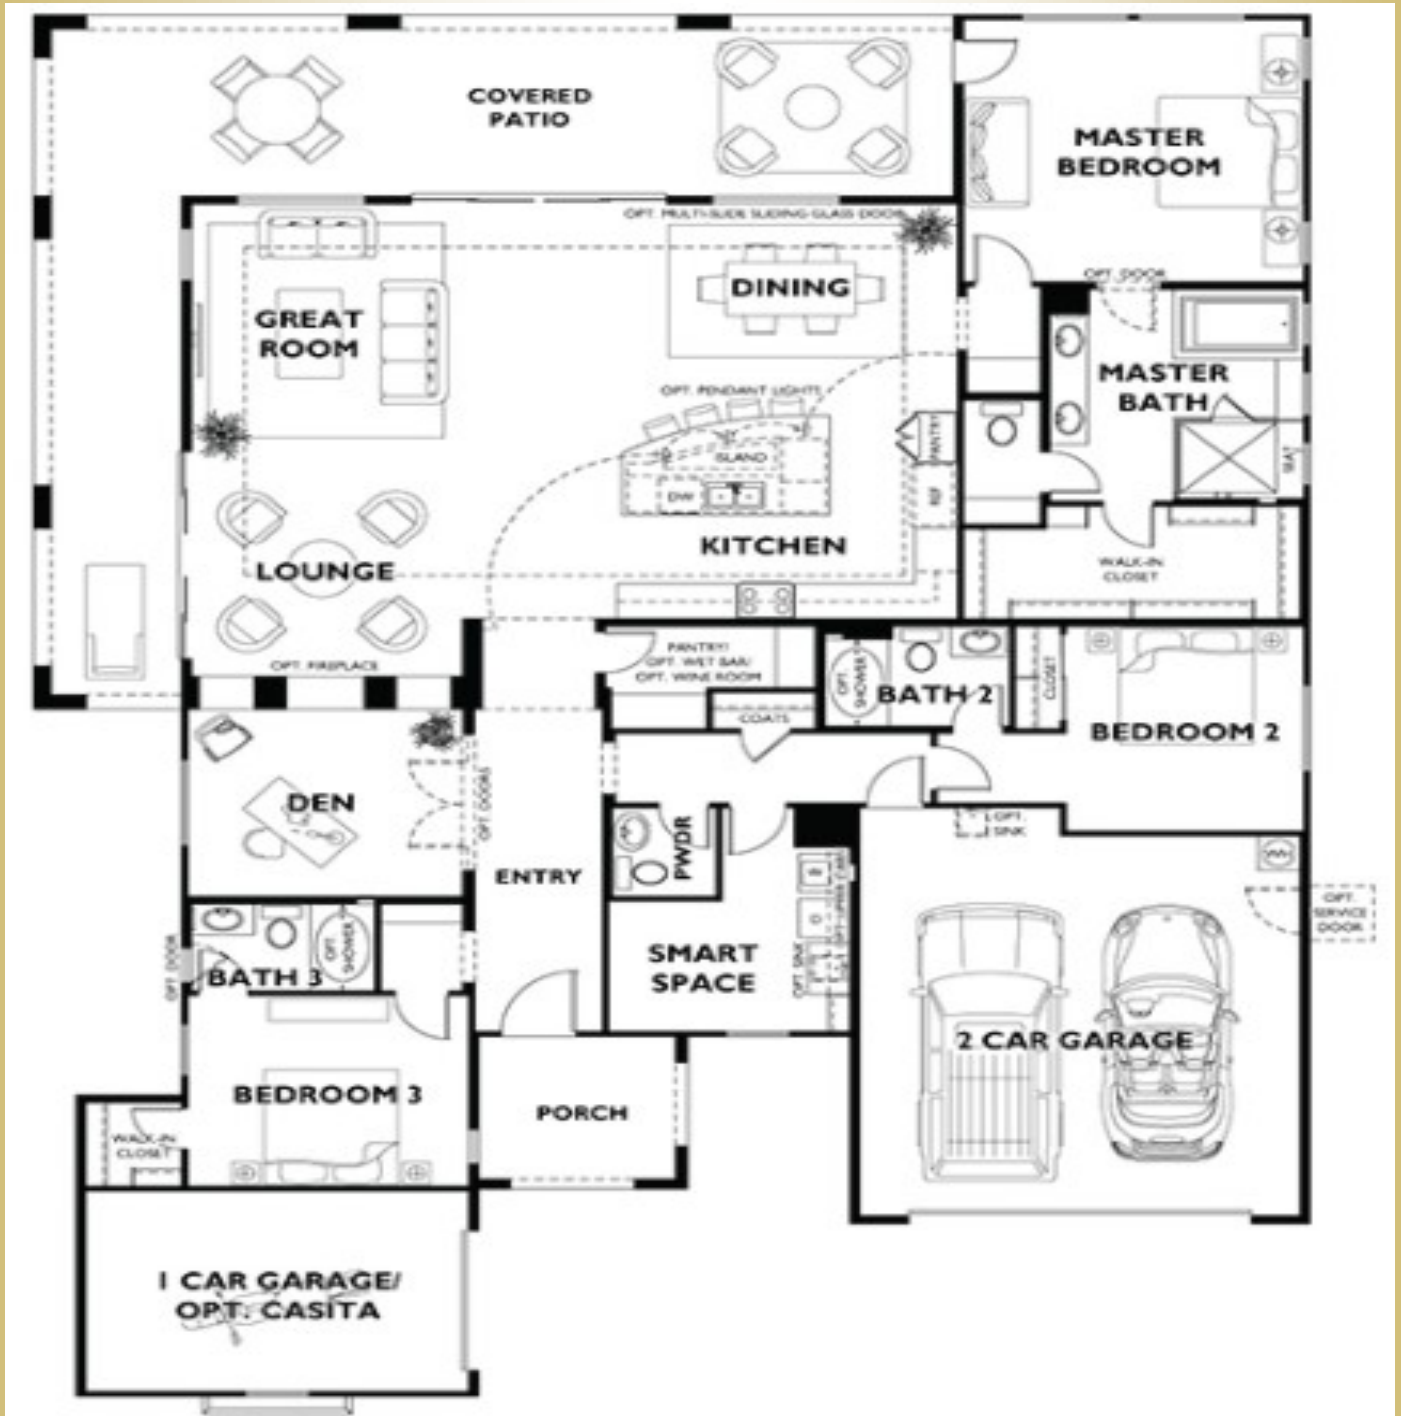 COVERED
PATIO
MASTER
BEDROOM
OPT. MULTI-SLIDE SLIDING GLASS DOOR
GREAT
ROOM
DINING
OPT. DOOR
MASTER
BATH
OPT. PENDANT LIGHTS
ISLAND
DW
PANTRY
REF
SEAT
KITCHEN
LOUNGE
WALK-IN
CLOSET
OPT. FIREPLACE
PANTRY/
OPT. WET BAR/
OPT. WINE ROOM
COATS
OPT.
SHOWER
BATH 2
CLOSET
BEDROOM 2
DEN
OPT. DOORS
ENTRY
PWDR
OPT.
SINK
OPT.
SERVICE
DOOR
SMART
SPACE
D
OPT. SINK
OPT. UPPER CAB
OPT. DOOR
BATH 3
OPT.
SHOWER
2 CAR GARAGE
BEDROOM 3
WALK-IN
CLOSET
PORCH
1 CAR GARAGE/
OPT. CASITA